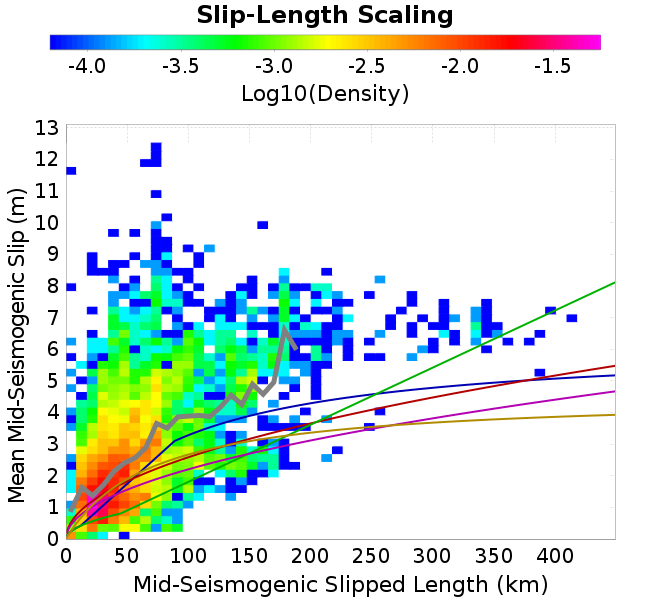 Slip-Length Scaling
-4.0 -3.5 -3.0 -2.5 -2.0 -1.5
Log10(Density)
13
12
11
10
9
8
7
6
5
4
3
2
1
0
Mean Mid-Seismogenic Slip (m)
0 50 100 150 200 250 300 350 400
Mid-Seismogenic Slipped Length (km)